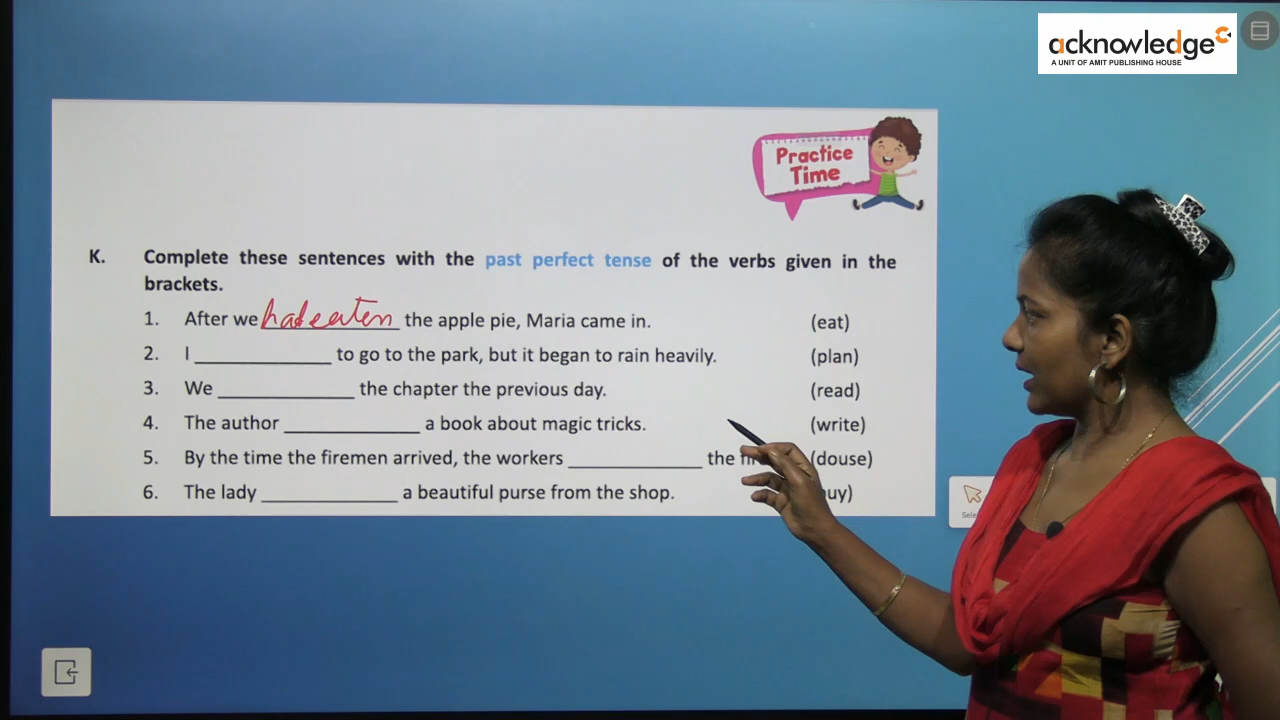 acknowledge
A UNIT OF AMIT PUBLISHING HOUSE
Practice
Time
K. Complete these sentences with the past perfect tense of the verbs given in the
brackets.
1. After we had eaten the apple pie, Maria came in. (eat)
2. I ____________ to go to the park, but it began to rain heavily. (plan)
3. We ____________ the chapter the previous day. (read)
4. The author ____________ a book about magic tricks. (write)
5. By the time the firemen arrived, the workers ____________ the (douse)
6. The lady ____________ a beautiful purse from the shop. uy)
Sele